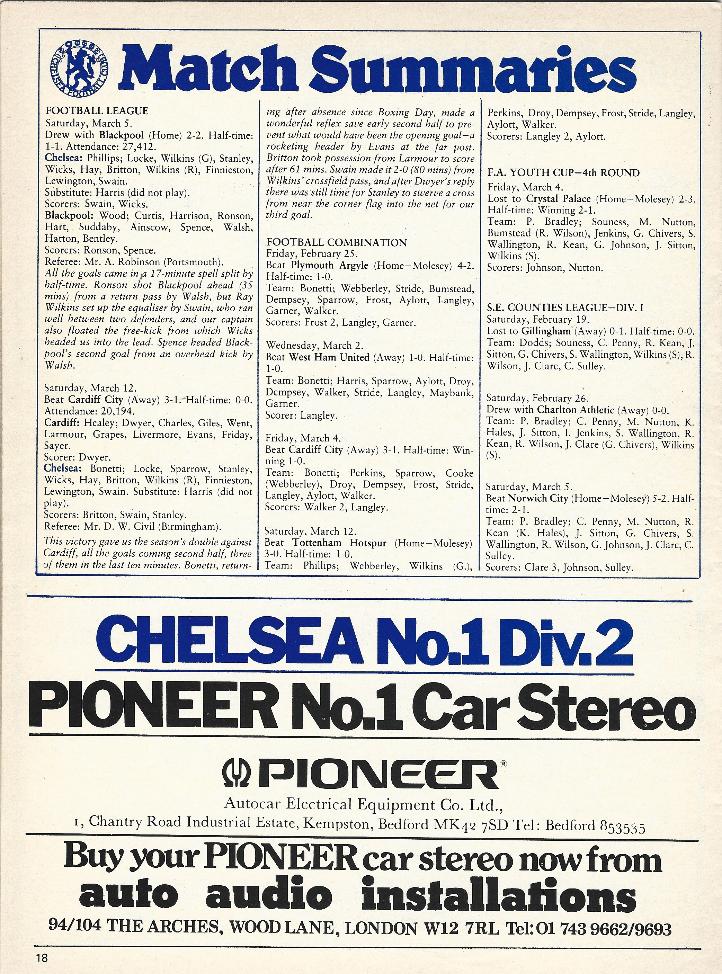 Match Summaries
FOOTBALL LEAGUE
Saturday, March 5.
Drew with Blackpool (Home) 2-2. Half-time:
1-1. Attendance: 27,412.
Chelsea: Phillips; Locke, Wilkins (G), Stanley,
Wicks, Hay, Britton, Wilkins (R), Finnieston,
Lewington, Swain.
Substitute: Harris (did not play).
Scorers: Swain, Wicks.
Blackpool: Wood; Curtis, Harrison, Ronson,
Hart, Suddaby, Ainscow, Spence, Walsh,
Hatton, Bentley.
Scorers: Ronson, Spence.
Referee: Mr. A. Robinson (Portsmouth).
All the goals came in a 17-minute spell split by
half-time. Ronson shot Blackpool ahead (35
mins) from a return pass by Walsh, but Ray
Wilkins set up the equaliser by Swain, who ran
well between two defenders, and our captain
also floated the free-kick from which Wicks
headed us into the lead. Spence headed Black-
pool's second goal from an overhead kick by
Walsh.
Saturday, March 12.
Beat Cardiff City (Away) 3-1. Half-time: 0-0.
Attendance: 20,194.
Cardiff: Healey; Dwyer, Charles, Giles, Went,
Larmour, Grapes, Livermore, Evans, Friday,
Sayer.
Scorer: Dwyer.
Chelsea: Bonetti; Locke, Sparrow, Stanley,
Wicks, Hay, Britton, Wilkins (R), Finnieston,
Lewington, Swain. Substitute: Harris (did not
play).
Scorers: Britton, Swain, Stanley.
Referee: Mr. D. W. Civil (Birmingham).
This victory gave us the season's double against
Cardiff, all the goals coming second half, three
of them in the last ten minutes. Bonetti, return-
ing after absence since Boxing Day, made a
wonderful reflex save early second half to pre-
vent what would have been the opening goal—a
rocketing header by Evans at the far post.
Britton took possession from Larmour to score
after 61 mins. Swain made it 2-0 (80 mins) from
Wilkins' crossfield pass, and after Dwyer's reply
there was still time for Stanley to swerve a cross
from near the corner flag into the net for our
third goal.
FOOTBALL COMBINATION
Friday, February 25.
Beat Plymouth Argyle (Home—Molesey) 4-2.
Half-time: 1-0.
Team: Bonetti; Webberley, Stride, Bumstead,
Dempsey, Sparrow, Frost, Aylott, Langley,
Garner, Walker.
Scorers: Frost 2, Langley, Garner.
Wednesday, March 2.
Beat West Ham United (Away) 1-0. Half-time:
1-0.
Team: Bonetti; Harris, Sparrow, Aylott, Droy,
Dempsey, Walker, Stride, Langley, Maybank,
Garner.
Scorer: Langley.
Friday, March 4.
Beat Cardiff City (Away) 3-1. Half-time: Win-
ning 1-0.
Team: Bonetti; Perkins, Sparrow, Cooke
(Webberley), Droy, Dempsey, Frost, Stride,
Langley, Aylott, Walker.
Scorers: Walker 2, Langley.
Saturday, March 12.
Beat Tottenham Hotspur (Home—Molesey)
3-0. Half-time: 1-0.
Team: Phillips; Webberley, Wilkins (G.),
Perkins, Droy, Dempsey, Frost, Stride, Langley,
Aylott, Walker.
Scorers: Langley 2, Aylott.
F.A. YOUTH CUP—4th ROUND
Friday, March 4.
Lost to Crystal Palace (Home—Molesey) 2-3.
Half-time: Winning 2-1.
Team: P. Bradley; Souness, M. Nutton,
Bumstead (R. Wilson), Jenkins, G. Chivers, S.
Wallington, R. Kean, G. Johnson, J. Sitton,
Wilkins (S).
Scorers: Johnson, Nutton.
S.E. COUNTIES LEAGUE—DIV. I
Saturday, February 19.
Lost to Gillingham (Away) 0-1. Half-time: 0-0.
Team: Dodds; Souness, C. Penny, R. Kean, J.
Sitton, G. Chivers, S. Wallington, Wilkins (S), R.
Wilson, J. Clare, C. Sulley.
Saturday, February 26.
Drew with Charlton Athletic (Away) 0-0.
Team: P. Bradley; C. Penny, M. Nutton, K.
Hales, J. Sitton, I. Jenkins, S. Wallington, R.
Kean, R. Wilson, J. Clare (G. Chivers), Wilkins
(S).
Saturday, March 5.
Beat Norwich City (Home—Molesey) 5-2. Half-
time: 2-1.
Team: P. Bradley; C. Penny, M. Nutton, R.
Kean (K. Hales), J. Sitton, G. Chivers, S.
Wallington, R. Wilson, G. Johnson, J. Clare, C.
Sulley.
Scorers: Clare 3, Johnson, Sulley.
CHELSEA No.1 Div.2
PIONEER No.1 Car Stereo
PIONEER®
Autocar Electrical Equipment Co. Ltd.,
1, Chantry Road Industrial Estate, Kempston, Bedford MK42 7SD Tel: Bedford 853535
Buy your PIONEER car stereo now from
auto audio installations
94/104 THE ARCHES, WOOD LANE, LONDON W12 7RL Tel: 01 743 9662/9693
18